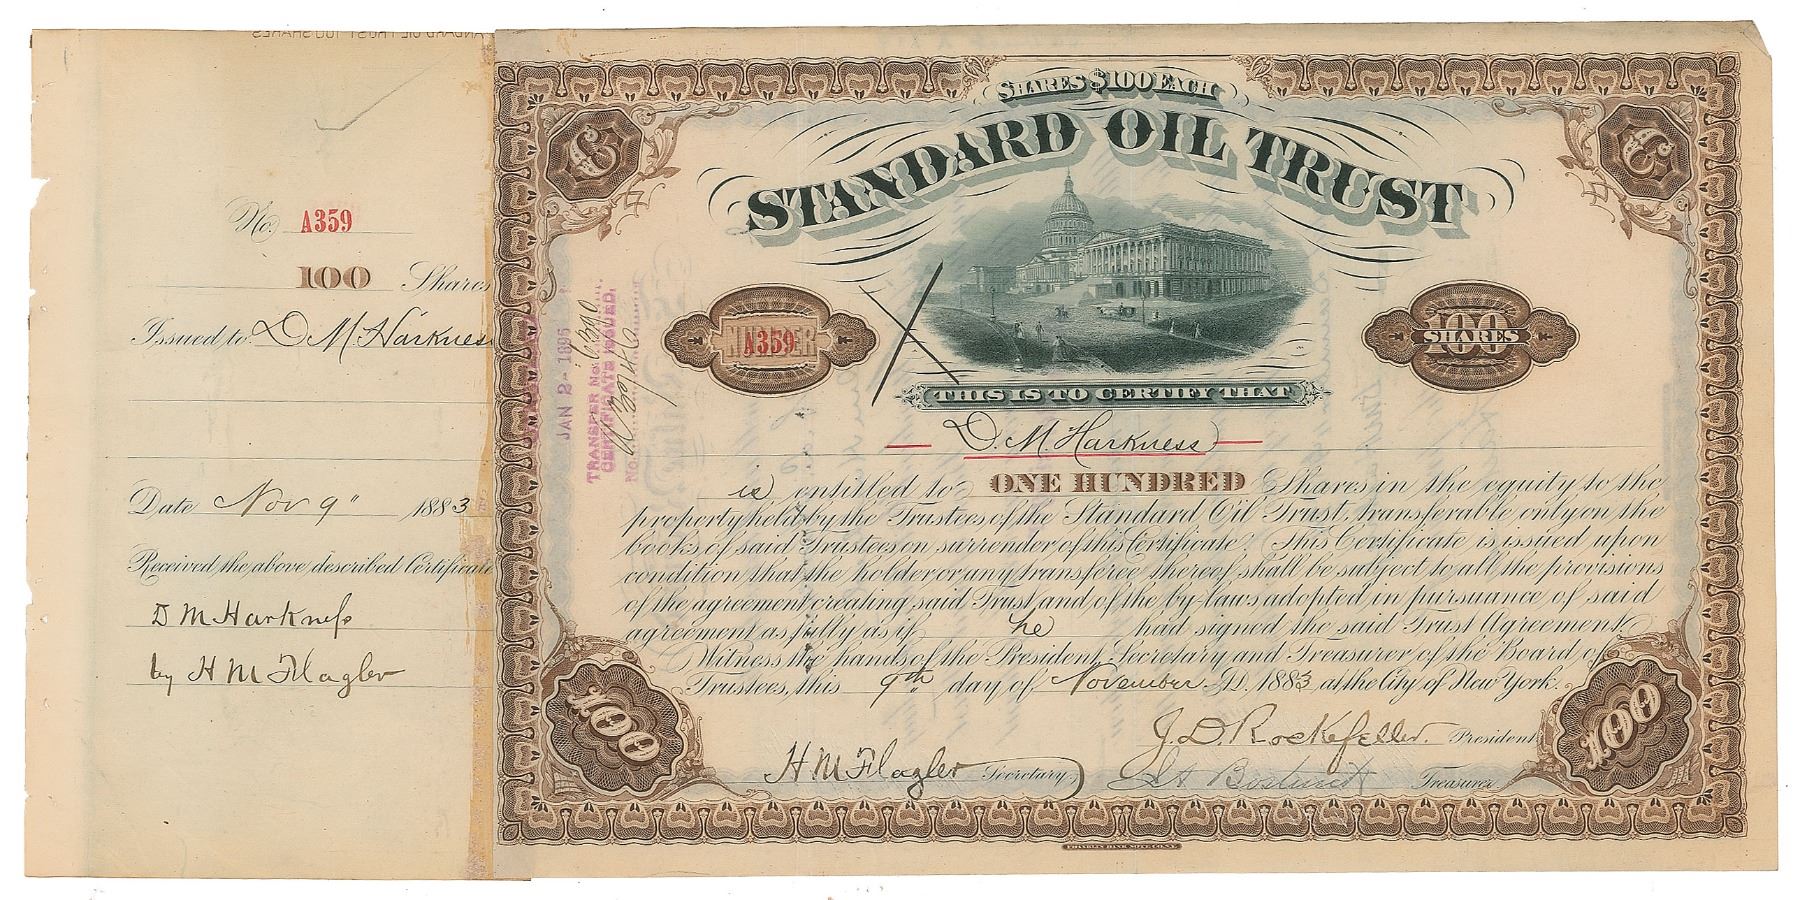 No. A359
100 Shares
Issued to D M Harkness
Date Nov 9" 1883
Received the above described Certificate
D M Harkness
by H M Flagler
JAN 2 - 1896
TRANSFER No.
CERTIFICATE ISSUED,
No.
SHARES $100 EACH
STANDARD OIL TRUST
NUMBER
A359
100
SHARES
THIS IS TO CERTIFY THAT
D. M. Harkness
is entitled to ONE HUNDRED Shares in the equity to the
property held by the Trustees of the Standard Oil Trust, transferable only on the
books of said Trustees on surrender of this Certificate. This Certificate is issued upon
condition that the holder or any transferee thereof shall be subject to all the provisions
of the agreement creating said Trust and of the by-laws adopted in pursuance of said
agreement as fully as if he had signed the said Trust Agreement.
Witness the hands of the President, Secretary and Treasurer of the Board of
Trustees, this 9th day of November A.D. 1883 at the City of New York.
J. D. Rockefeller. President
H M Flagler Secretary
Treasurer
100
100
FRANKLIN BANK NOTE CO. N.Y.